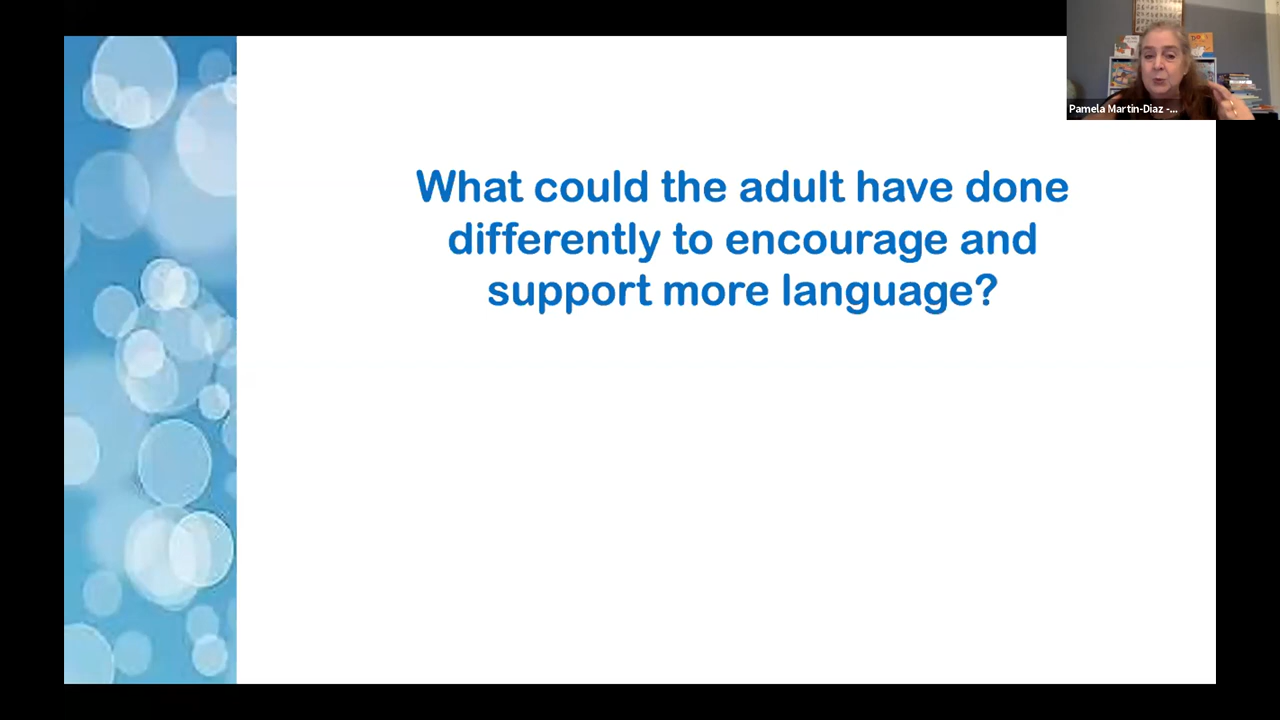 Pamela Martin-Diaz -...
What could the adult have done
differently to encourage and
support more language?